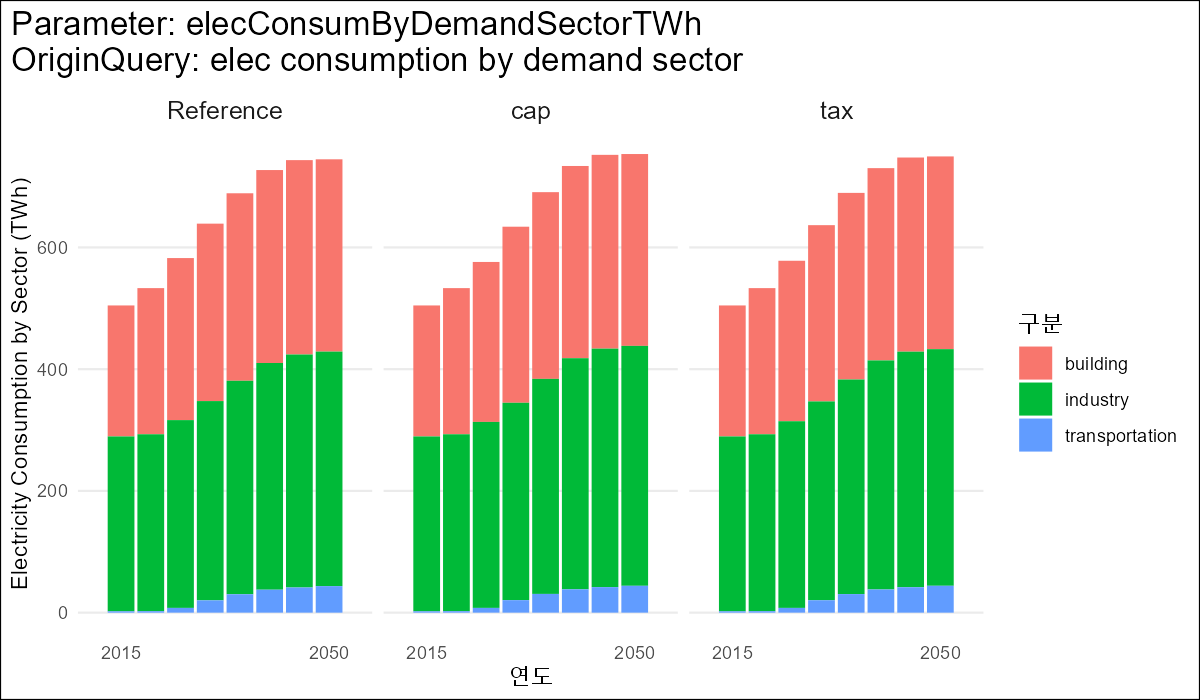 Parameter: elecConsumByDemandSectorTWh
OriginQuery: elec consumption by demand sector
Reference
cap
tax
Electricity Consumption by Sector (TWh)
600
400
200
0
2015
2050
2015
2050
2015
2050
연도
구분
building
industry
transportation